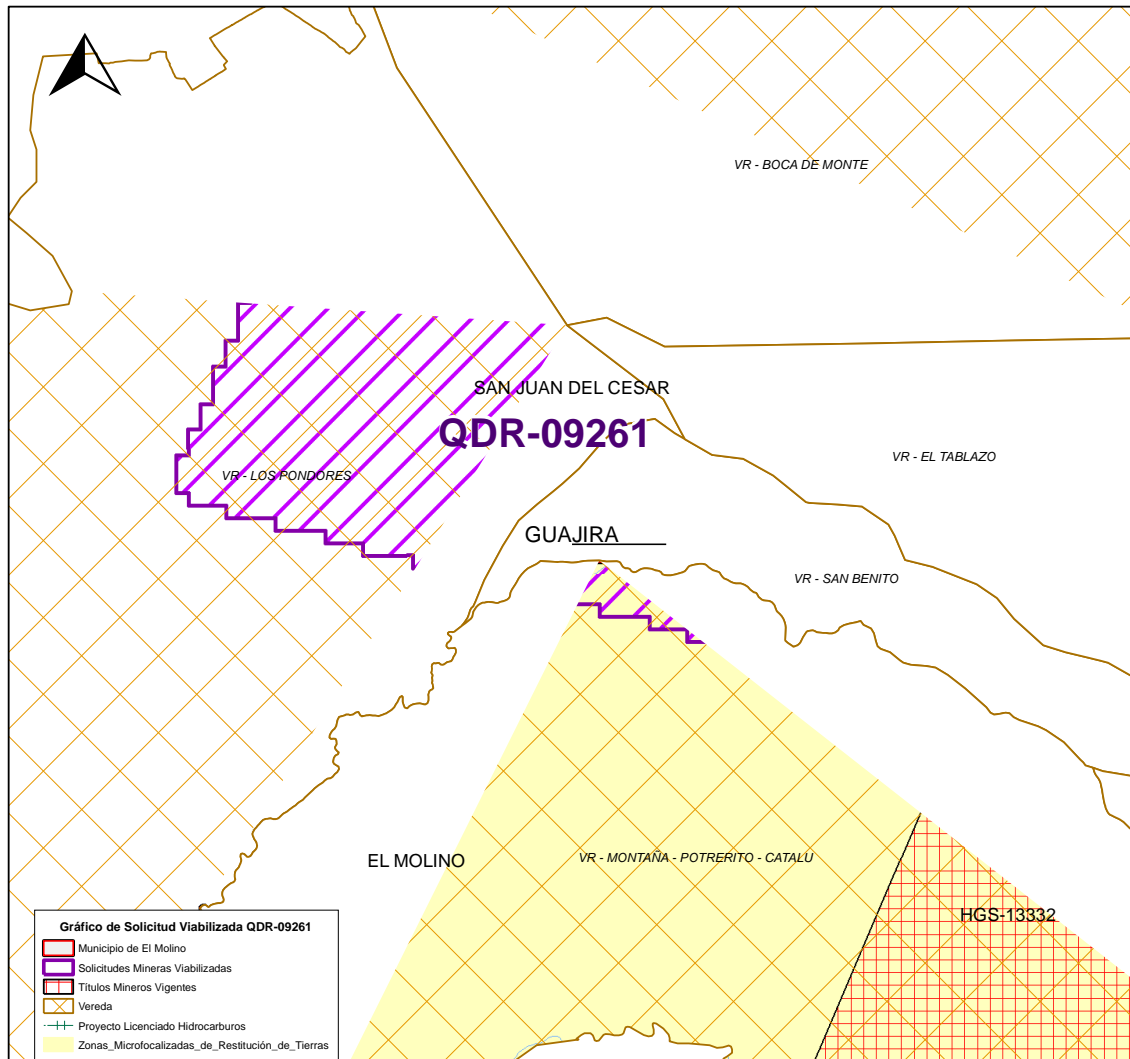 VR - BOCA DE MONTE
SAN JUAN DEL CESAR
QDR-09261
VR - EL TABLAZO
VR - LOS PONDORES
GUAJIRA
VR - SAN BENITO
EL MOLINO
VR - MONTAÑA - POTRERITO - CATALU
HGS-13332
Gráfico de Solicitud Viabilizada QDR-09261
Municipio de El Molino
Solicitudes Mineras Viabilizadas
Títulos Mineros Vigentes
Vereda
Proyecto Licenciado Hidrocarburos
Zonas_Microfocalizadas_de_Restitución_de_Tierras